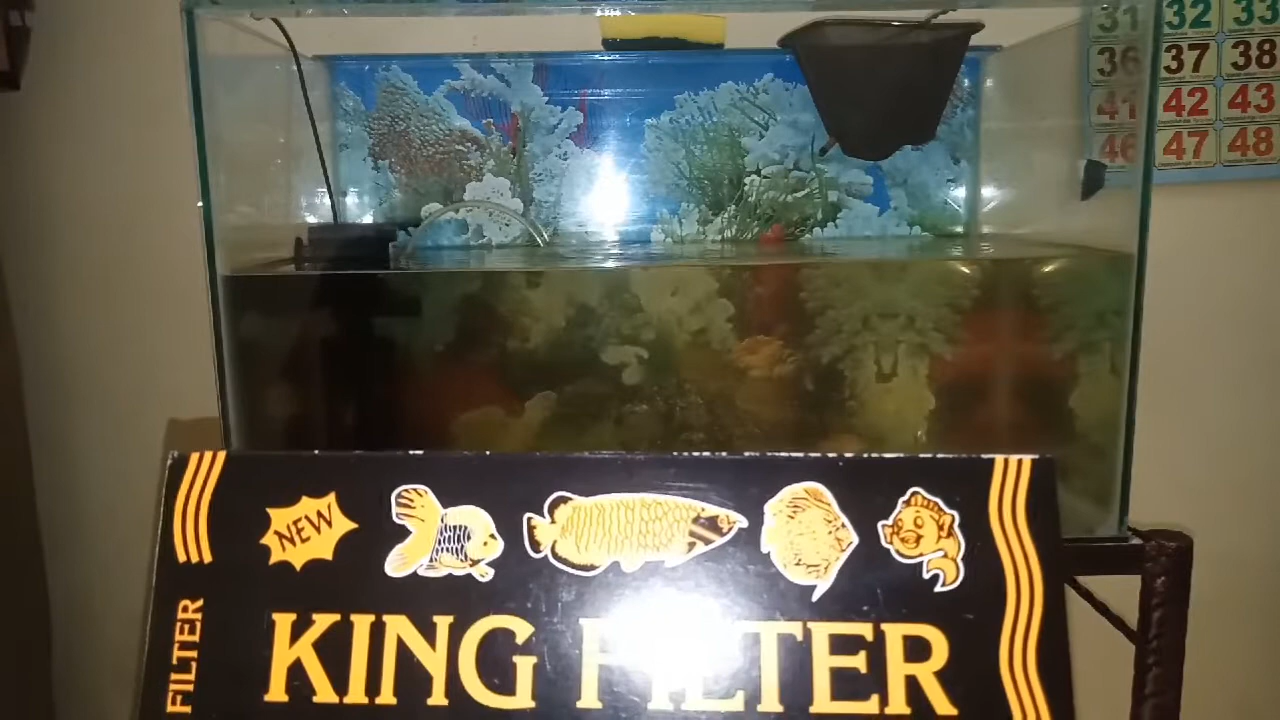 31 32 33
36 37 38
41 42 43
46 47 48
NEW
KING FILTER
FILTER